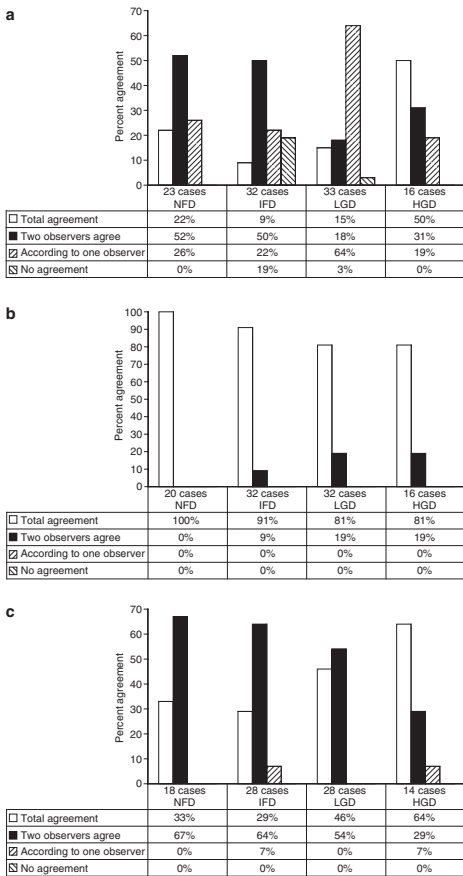 a
70
60
50
40
30
20
10
0
Percent agreement
23 cases 32 cases 33 cases 16 cases
NFD IFD LGD HGD
Total agreement 22% 9% 15% 50%
Two observers agree 52% 50% 18% 31%
According to one observer 26% 22% 64% 19%
No agreement 0% 19% 3% 0%
b
100
90
80
70
60
50
40
30
20
10
0
Percent agreement
20 cases 32 cases 32 cases 16 cases
NFD IFD LGD HGD
Total agreement 100% 91% 81% 81%
Two observers agree 0% 9% 19% 19%
According to one observer 0% 0% 0% 0%
No agreement 0% 0% 0% 0%
c
70
60
50
40
30
20
10
0
Percent agreement
18 cases 28 cases 28 cases 14 cases
NFD IFD LGD HGD
Total agreement 33% 29% 46% 64%
Two observers agree 67% 64% 54% 29%
According to one observer 0% 7% 0% 7%
No agreement 0% 0% 0% 0%